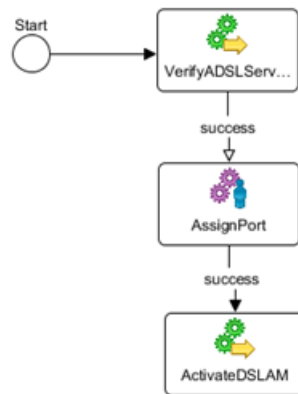 Start
VerifyADSLServ...
success
AssignPort
success
ActivateDSLAM